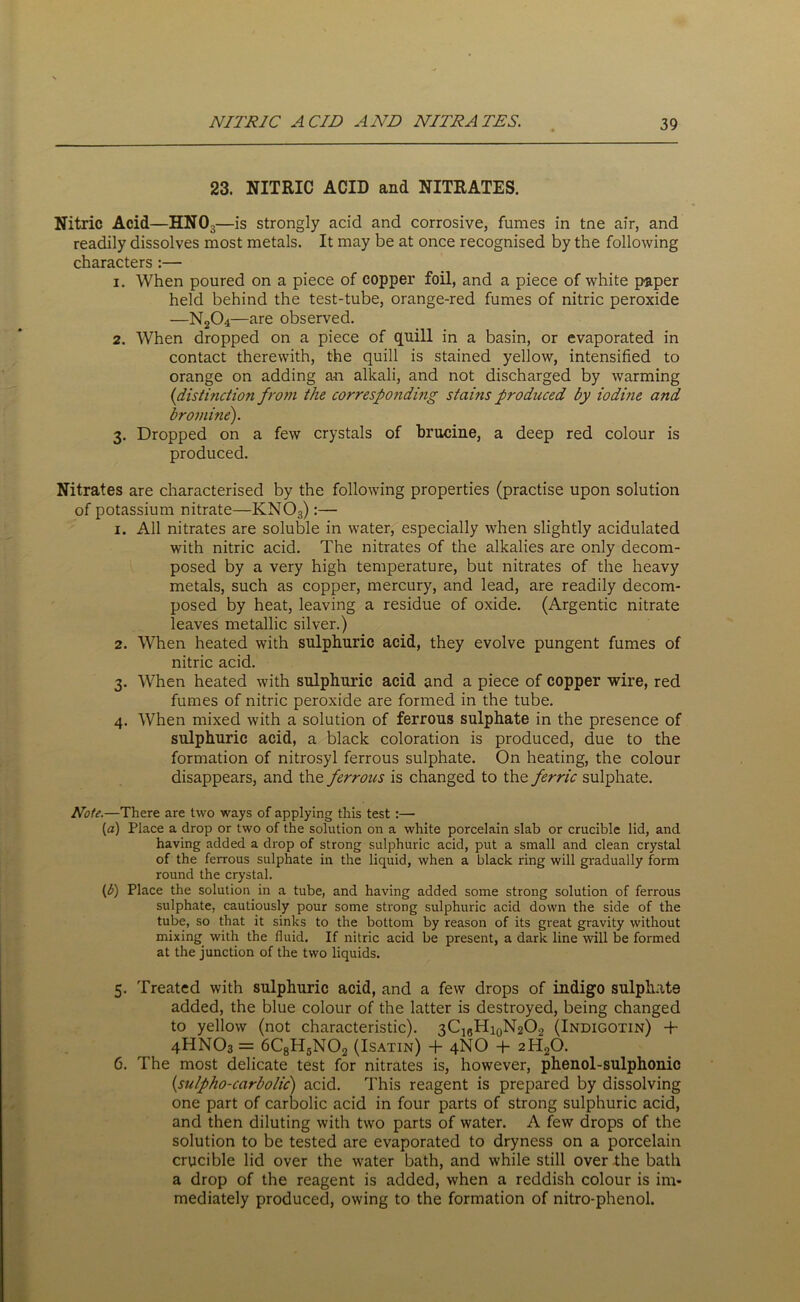 NITRIC ACID AND NITRATES. 39
23. NITRIC ACID and NITRATES.
Nitric Acid—HNO₃—is strongly acid and corrosive, fumes in tne air, and
readily dissolves most metals. It may be at once recognised by the following
characters :—
1. When poured on a piece of copper foil, and a piece of white paper
held behind the test-tube, orange-red fumes of nitric peroxide
—N₂O₄—are observed.
2. When dropped on a piece of quill in a basin, or evaporated in
contact therewith, the quill is stained yellow, intensified to
orange on adding an alkali, and not discharged by warming
(distinction from the corresponding stains produced by iodine and
bromine).
3. Dropped on a few crystals of brucine, a deep red colour is
produced.
Nitrates are characterised by the following properties (practise upon solution
of potassium nitrate—KNO₃) :—
1. All nitrates are soluble in water, especially when slightly acidulated
with nitric acid. The nitrates of the alkalies are only decom-
posed by a very high temperature, but nitrates of the heavy
metals, such as copper, mercury, and lead, are readily decom-
posed by heat, leaving a residue of oxide. (Argentic nitrate
leaves metallic silver.)
2. When heated with sulphuric acid, they evolve pungent fumes of
nitric acid.
3. When heated with sulphuric acid and a piece of copper wire, red
fumes of nitric peroxide are formed in the tube.
4. When mixed with a solution of ferrous sulphate in the presence of
sulphuric acid, a black coloration is produced, due to the
formation of nitrosyl ferrous sulphate. On heating, the colour
disappears, and the ferrous is changed to the ferric sulphate.
Note.—There are two ways of applying this test :—
(a) Place a drop or two of the solution on a white porcelain slab or crucible lid, and
having added a drop of strong sulphuric acid, put a small and clean crystal
of the ferrous sulphate in the liquid, when a black ring will gradually form
round the crystal.
(b) Place the solution in a tube, and having added some strong solution of ferrous
sulphate, cautiously pour some strong sulphuric acid down the side of the
tube, so that it sinks to the bottom by reason of its great gravity without
mixing with the fluid. If nitric acid be present, a dark line will be formed
at the junction of the two liquids.
5. Treated with sulphuric acid, and a few drops of indigo sulphate
added, the blue colour of the latter is destroyed, being changed
to yellow (not characteristic). 3C₁₆H₁₀N₂O₂ (Indigotin) +
4HNO₃ = 6C₈H₅NO₂ (Isatin) + 4NO + 2H₂O.
6. The most delicate test for nitrates is, however, phenol-sulphonic
(sulpho-carbolic) acid. This reagent is prepared by dissolving
one part of carbolic acid in four parts of strong sulphuric acid,
and then diluting with two parts of water. A few drops of the
solution to be tested are evaporated to dryness on a porcelain
crucible lid over the water bath, and while still over the bath
a drop of the reagent is added, when a reddish colour is im-
mediately produced, owing to the formation of nitro-phenol.